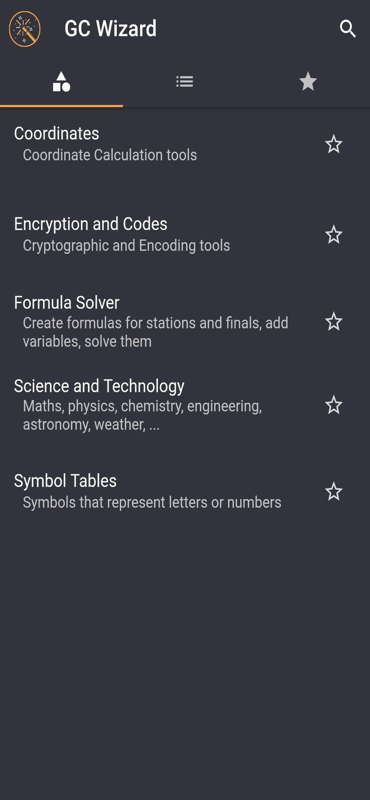 GC Wizard
Coordinates
Coordinate Calculation tools
Encryption and Codes
Cryptographic and Encoding tools
Formula Solver
Create formulas for stations and finals, add
variables, solve them
Science and Technology
Maths, physics, chemistry, engineering,
astronomy, weather, ...
Symbol Tables
Symbols that represent letters or numbers